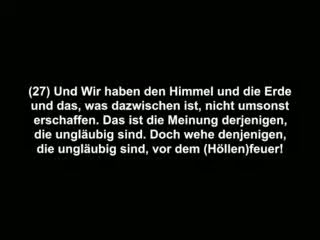 (27) Und Wir haben den Himmel und die Erde
und das, was dazwischen ist, nicht umsonst
erschaffen. Das ist die Meinung derjenigen,
die ungläubig sind. Doch wehe denjenigen,
die ungläubig sind, vor dem (Höllen)feuer!